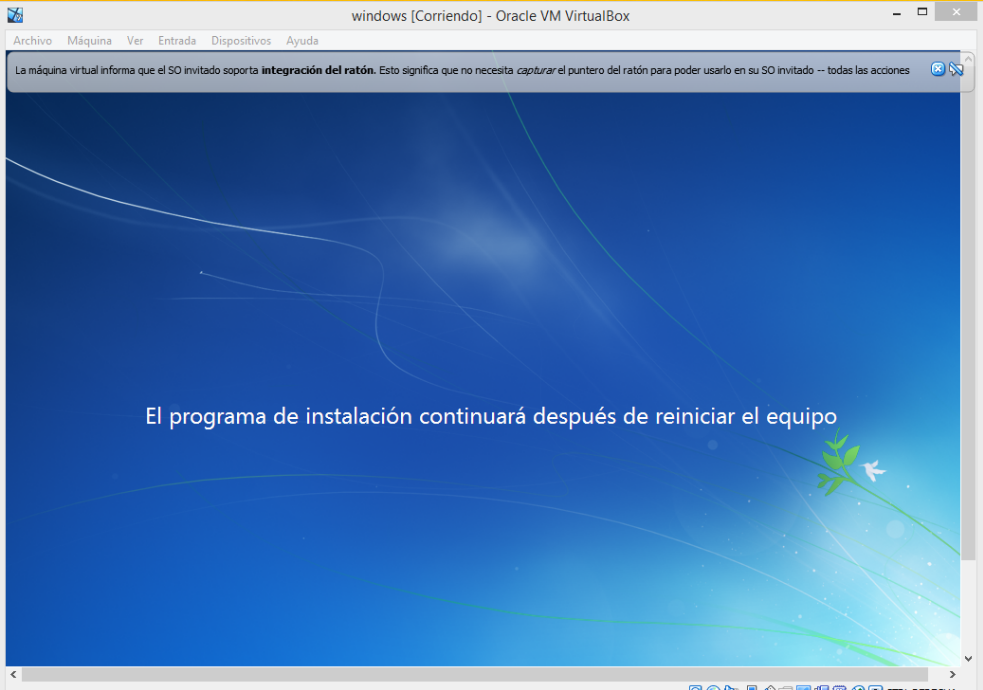 windows [Corriendo] - Oracle VM VirtualBox
Archivo Máquina Ver Entrada Dispositivos Ayuda
La máquina virtual informa que el SO invitado soporta integración del ratón. Esto significa que no necesita capturar el puntero del ratón para poder usarlo en su SO invitado -- todas las acciones
El programa de instalación continuará después de reiniciar el equipo